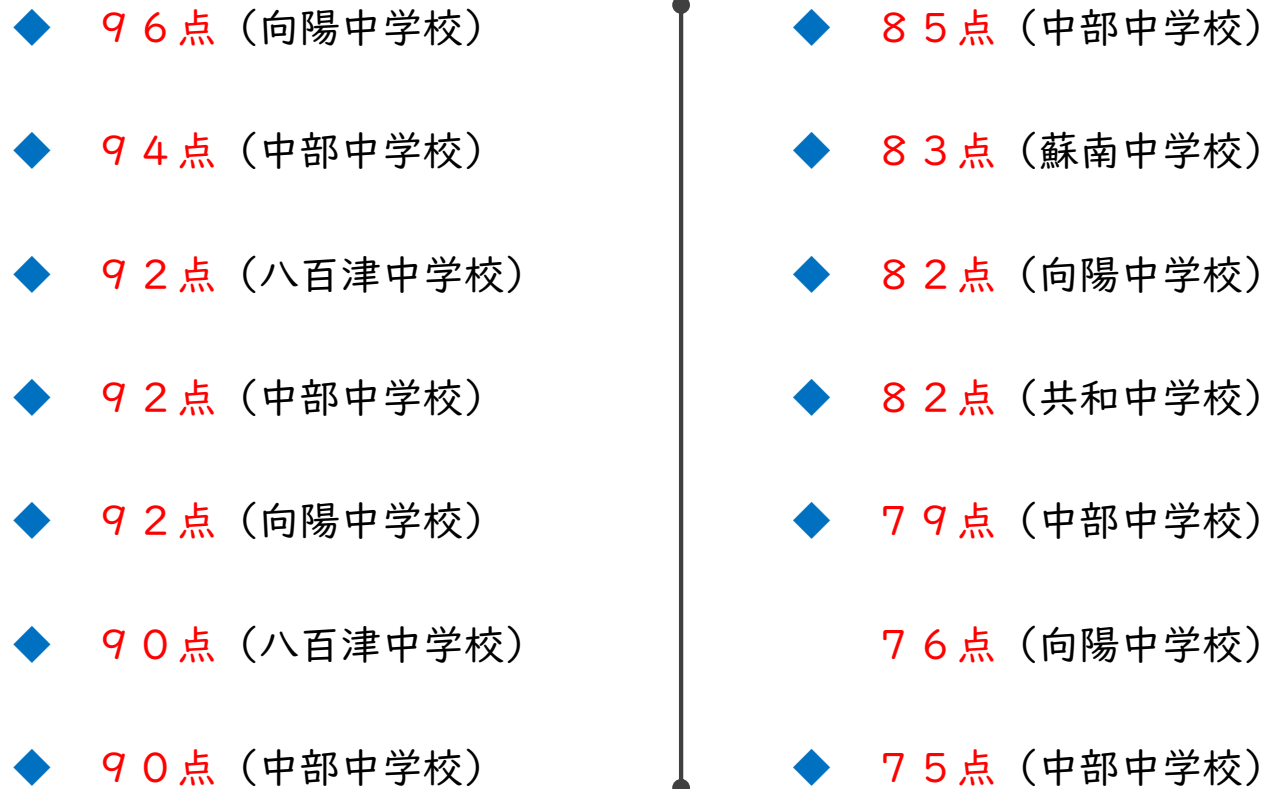 ◆ 96点(向陽中学校)
◆ 94点(中部中学校)
◆ 92点(八百津中学校)
◆ 92点(中部中学校)
◆ 92点(向陽中学校)
◆ 90点(八百津中学校)
◆ 90点(中部中学校)
◆ 85点(中部中学校)
◆ 83点(蘇南中学校)
◆ 82点(向陽中学校)
◆ 82点(共和中学校)
◆ 79点(中部中学校)
76点(向陽中学校)
◆ 75点(中部中学校)